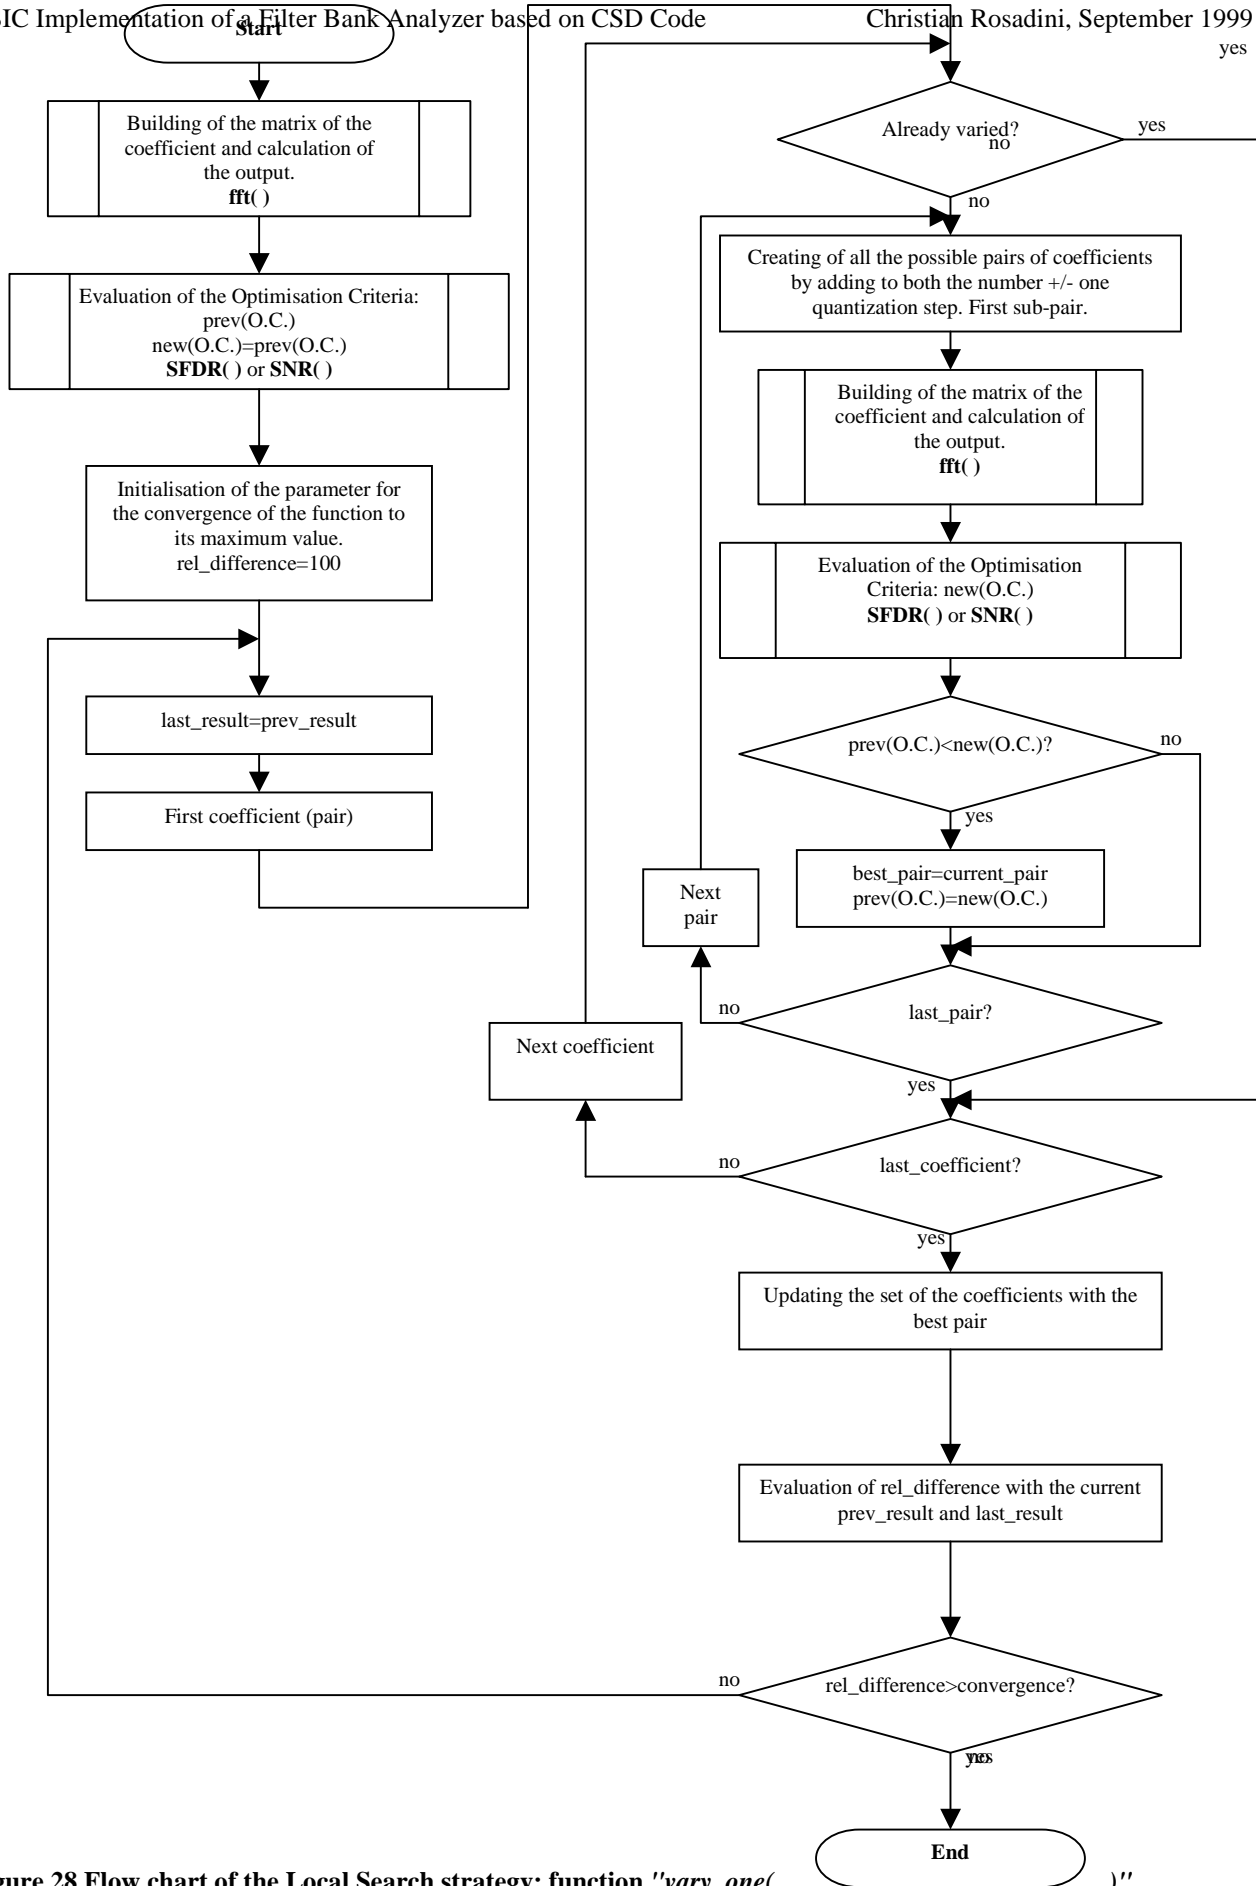 SIC Implementation of a Filter Bank Analyzer based on CSD Code
Christian Rosadini, September 1999
Start
Building of the matrix of the
coefficient and calculation of
the output.
fft( )
Evaluation of the Optimisation Criteria:
prev(O.C.)
new(O.C.)=prev(O.C.)
SFDR( ) or SNR( )
Initialisation of the parameter for
the convergence of the function to
its maximum value.
rel_difference=100
last_result=prev_result
First coefficient (pair)
yes
Already varied?
no
yes
no
Creating of all the possible pairs of coefficients
by adding to both the number +/- one
quantization step. First sub-pair.
Building of the matrix of the
coefficient and calculation of
the output.
fft( )
Evaluation of the Optimisation
Criteria: new(O.C.)
SFDR( ) or SNR( )
prev(O.C.)<new(O.C.)?
no
yes
best_pair=current_pair
prev(O.C.)=new(O.C.)
Next
pair
no
last_pair?
yes
Next coefficient
no
last_coefficient?
yes
Updating the set of the coefficients with the
best pair
Evaluation of rel_difference with the current
prev_result and last_result
no
rel_difference>convergence?
End
gure 28 Flow chart of the Local Search strategy: function "vary_one( )"